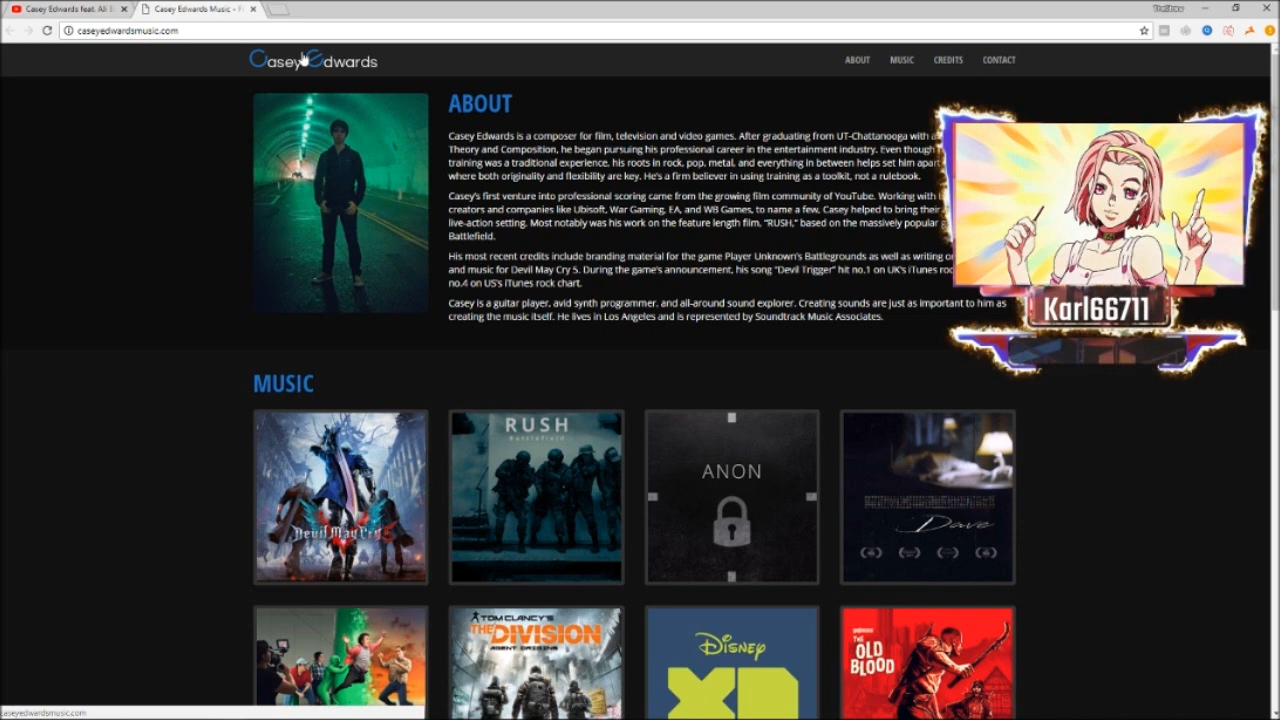 Casey Edwards feat. Ali
Casey Edwards Music - F
caseyedwardsmusic.com
Casey Edwards
ABOUT
MUSIC
CREDITS
CONTACT
ABOUT
Casey Edwards is a composer for film, television and video games. After graduating from UT-Chattanooga with a
Theory and Composition, he began pursuing his professional career in the entertainment industry. Even though
training was a traditional experience, his roots in rock, pop, metal, and everything in between helps set him apart
where both originality and flexibility are key. He's a firm believer in using training as a toolkit, not a rulebook.
Casey's first venture into professional scoring came from the growing film community of YouTube. Working with
creators and companies like Ubisoft, War Gaming, EA, and WB Games, to name a few, Casey helped to bring their
live-action setting. Most notably was his work on the feature length film, "RUSH," based on the massively popular
Battlefield.
His most recent credits include branding material for the game Player Unknown's Battlegrounds as well as writing
and music for Devil May Cry 5. During the game's announcement, his song "Devil Trigger" hit no.1 on UK's iTunes
no.4 on US's iTunes rock chart.
Casey is a guitar player, avid synth programmer, and all-around sound explorer. Creating sounds are just as important to him as
creating the music itself. He lives in Los Angeles and is represented by Soundtrack Music Associates.
Karl66711
MUSIC
Devil May Cry 5
RUSH
Battlefield
ANON
Dave
TOM CLANCY'S
THE DIVISION
AGENT ORIGINS
Disney
XD
THE
OLD
BLOOD
caseyedwardsmusic.com